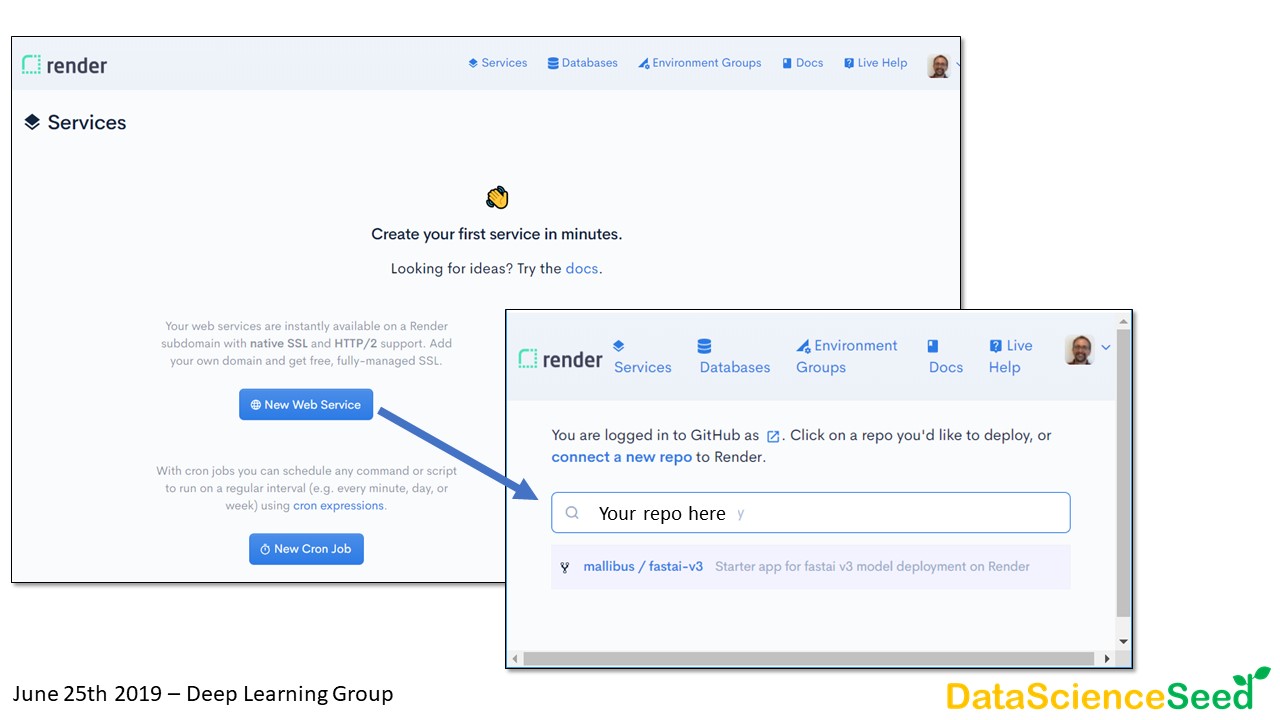 render
Services
Databases
Environment Groups
Docs
Live Help
Services
Create your first service in minutes.
Looking for ideas? Try the docs.
Your web services are instantly available on a Render
subdomain with native SSL and HTTP/2 support. Add
your own domain and get free, fully-managed SSL.
New Web Service
With cron jobs you can schedule any command or script
to run on a regular interval (e.g. every minute, day, or
week) using cron expressions.
New Cron Job
render
Services
Databases
Environment
Groups
Docs
Live
Help
You are logged in to GitHub as . Click on a repo you'd like to deploy, or
connect a new repo to Render.
Your repo here y
mallibus / fastai-v3 Starter app for fastai v3 model deployment on Render
June 25th 2019 – Deep Learning Group
DataScienceSeed